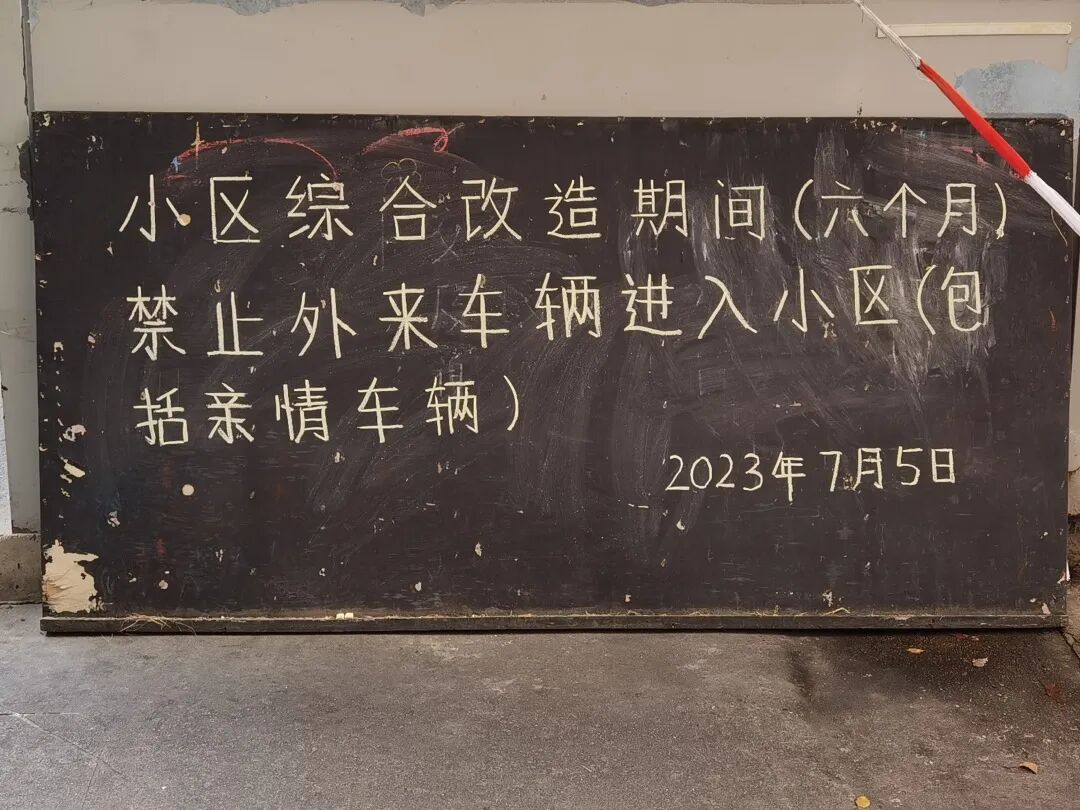 小区综合改造期间(六个月)
禁止外来车辆进入小区(包
括亲情车辆)
2023年7月5日